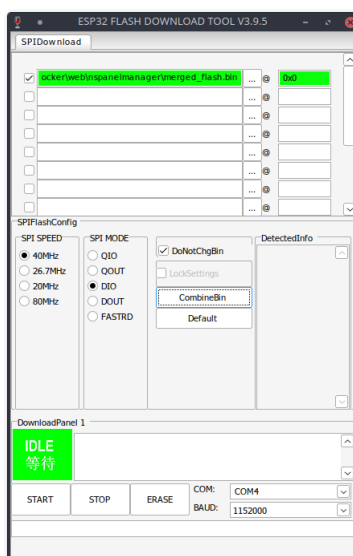 ESP32 FLASH DOWNLOAD TOOL V3.9.5
SPIDownload
ocker\web\nspanelmanager\merged_flash.bin ... @ 0x0
... @
... @
... @
... @
... @
... @
... @
SPIFlashConfig
SPI SPEED
40MHz
26.7MHz
20MHz
80MHz
SPI MODE
QIO
QOUT
DIO
DOUT
FASTRD
DoNotChgBin
LockSettings
CombineBin
Default
DetectedInfo
DownloadPanel 1
IDLE
等待
START
STOP
ERASE
COM: COM4
BAUD: 1152000